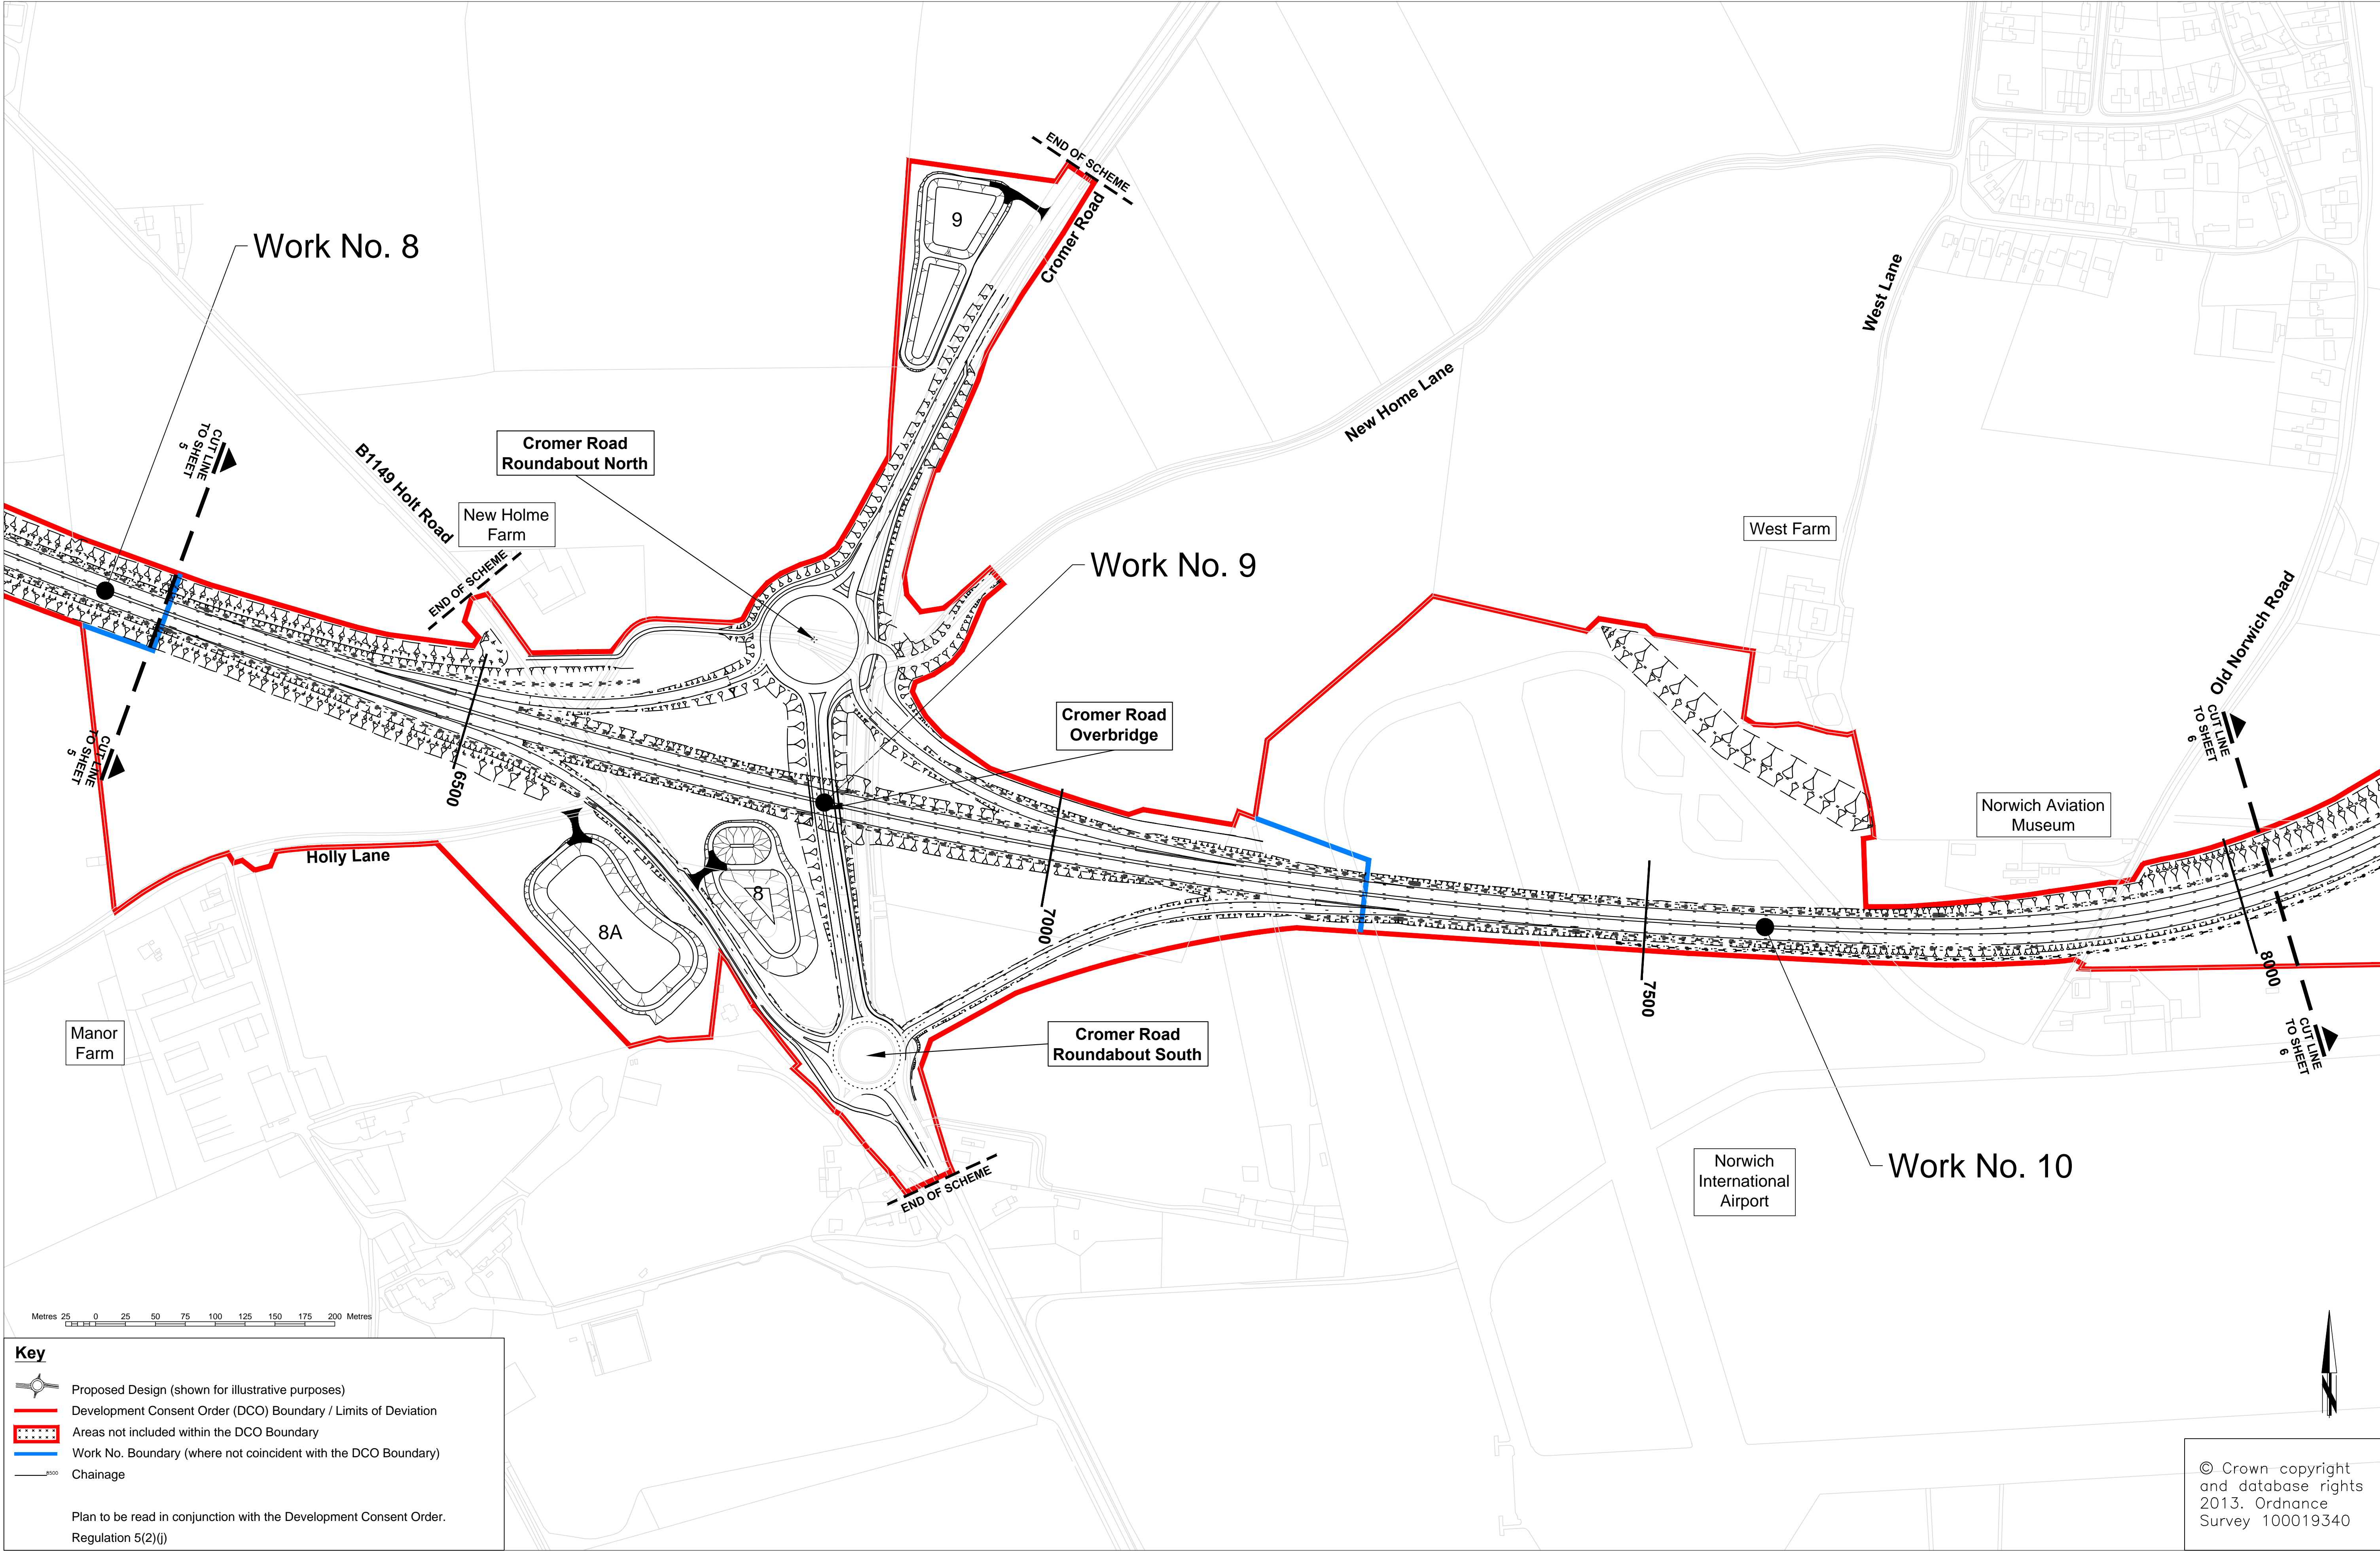 END OF SCHEME
Cromer Road
9
Work No. 8
West Lane
New Home Lane
CUT LINE
TO SHEET
5
B1149 Holt Road
Cromer Road
Roundabout North
New Holme
Farm
END OF SCHEME
West Farm
Work No. 9
Old Norwich Road
Cromer Road
Overbridge
CUT LINE
TO SHEET
5
CUT LINE
TO SHEET
6
6500
Norwich Aviation
Museum
Holly Lane
8
8A
7000
7500
8000
Manor
Farm
Cromer Road
Roundabout South
CUT LINE
TO SHEET
6
END OF SCHEME
Norwich
International
Airport
Work No. 10
Metres 25 0 25 50 75 100 125 150 175 200 Metres
Key
Proposed Design (shown for illustrative purposes)
Development Consent Order (DCO) Boundary / Limits of Deviation
Areas not included within the DCO Boundary
Work No. Boundary (where not coincident with the DCO Boundary)
Chainage
Plan to be read in conjunction with the Development Consent Order.
Regulation 5(2)(j)
N
© Crown copyright
and database rights
2013. Ordnance
Survey 100019340